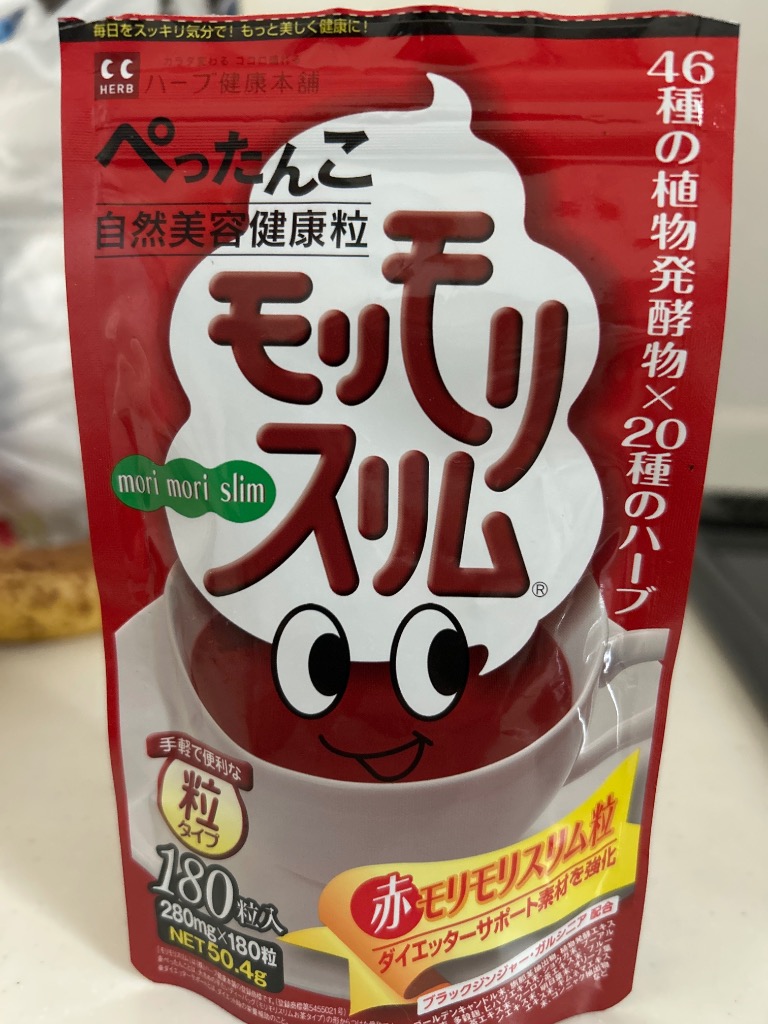 毎日をスッキリ気分で！もっと美しく健康に！
CC
HERB
ハーブ健康本舗
ぺったんこ
自然美容健康粒
モリモリ
スリム
®
mori mori slim
46種の植物発酵物×20種のハーブ
手軽で便利な
粒
タイプ
180粒入
280mg×180粒
NET50.4g
赤モリモリスリム粒
ダイエッターサポート素材を強化
ブラックジンジャー・ガルシニア 配合